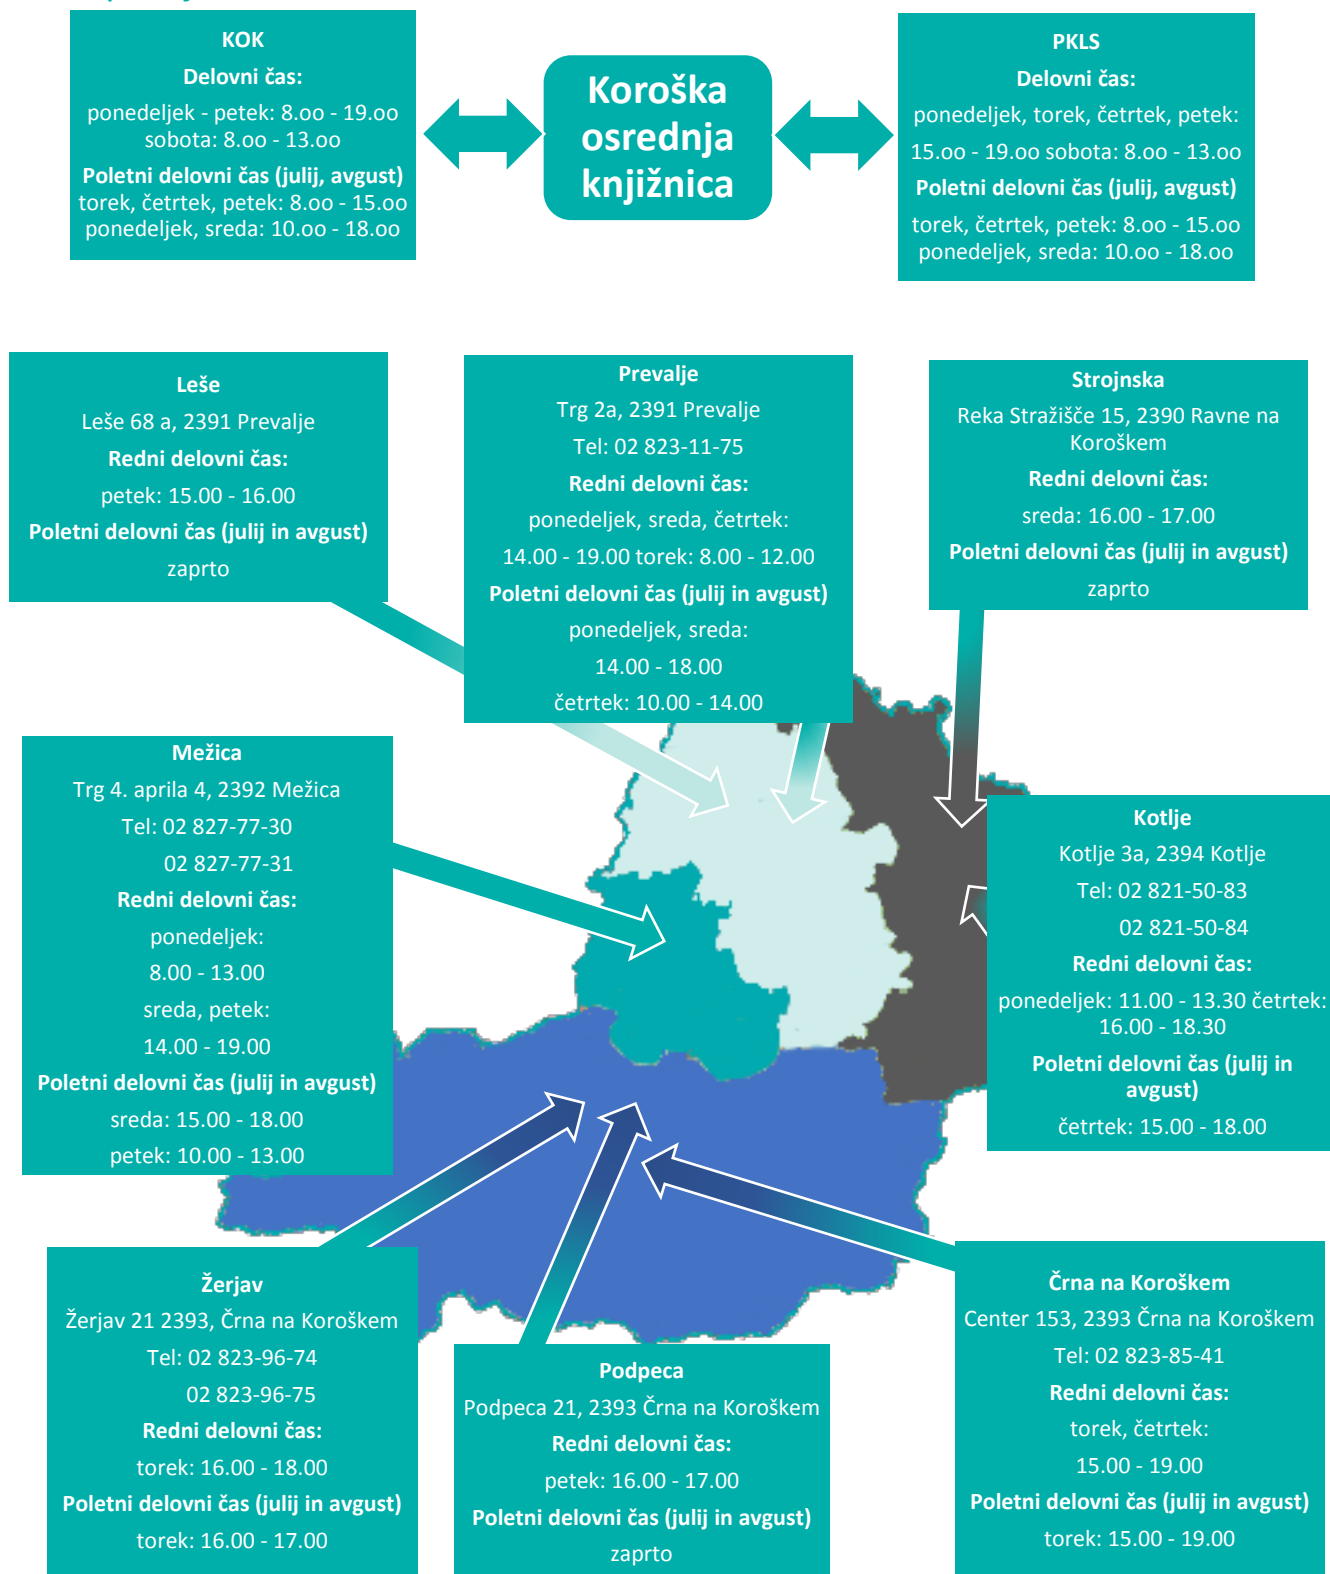 KOK
Delovni čas:
ponedeljek - petek: 8.oo - 19.oo
sobota: 8.oo - 13.oo
Poletni delovni čas (julij, avgust)
torek, četrtek, petek: 8.oo - 15.oo
ponedeljek, sreda: 10.oo - 18.oo
Koroška
osrednja
knjižnica
PKLS
Delovni čas:
ponedeljek, torek, četrtek, petek:
15.oo - 19.oo sobota: 8.oo - 13.oo
Poletni delovni čas (julij, avgust)
torek, četrtek, petek: 8.oo - 15.oo
ponedeljek, sreda: 10.oo - 18.oo
Leše
Leše 68 a, 2391 Prevalje
Redni delovni čas:
petek: 15.00 - 16.00
Poletni delovni čas (julij in avgust)
zaprto
Prevalje
Trg 2a, 2391 Prevalje
Tel: 02 823-11-75
Redni delovni čas:
ponedeljek, sreda, četrtek:
14.00 - 19.00 torek: 8.00 - 12.00
Poletni delovni čas (julij in avgust)
ponedeljek, sreda:
14.00 - 18.00
četrtek: 10.00 - 14.00
Strojnska
Reka Stražišče 15, 2390 Ravne na
Koroškem
Redni delovni čas:
sreda: 16.00 - 17.00
Poletni delovni čas (julij in avgust)
zaprto
Mežica
Trg 4. aprila 4, 2392 Mežica
Tel: 02 827-77-30
02 827-77-31
Redni delovni čas:
ponedeljek:
8.00 - 13.00
sreda, petek:
14.00 - 19.00
Poletni delovni čas (julij in avgust)
sreda: 15.00 - 18.00
petek: 10.00 - 13.00
Kotlje
Kotlje 3a, 2394 Kotlje
Tel: 02 821-50-83
02 821-50-84
Redni delovni čas:
ponedeljek: 11.00 - 13.30 četrtek:
16.00 - 18.30
Poletni delovni čas (julij in
avgust)
četrtek: 15.00 - 18.00
Žerjav
Žerjav 21 2393, Črna na Koroškem
Tel: 02 823-96-74
02 823-96-75
Redni delovni čas:
torek: 16.00 - 18.00
Poletni delovni čas (julij in avgust)
torek: 16.00 - 17.00
Podpeca
Podpeca 21, 2393 Črna na Koroškem
Redni delovni čas:
petek: 16.00 - 17.00
Poletni delovni čas (julij in avgust)
zaprto
Črna na Koroškem
Center 153, 2393 Črna na Koroškem
Tel: 02 823-85-41
Redni delovni čas:
torek, četrtek:
15.00 - 19.00
Poletni delovni čas (julij in avgust)
torek: 15.00 - 19.00